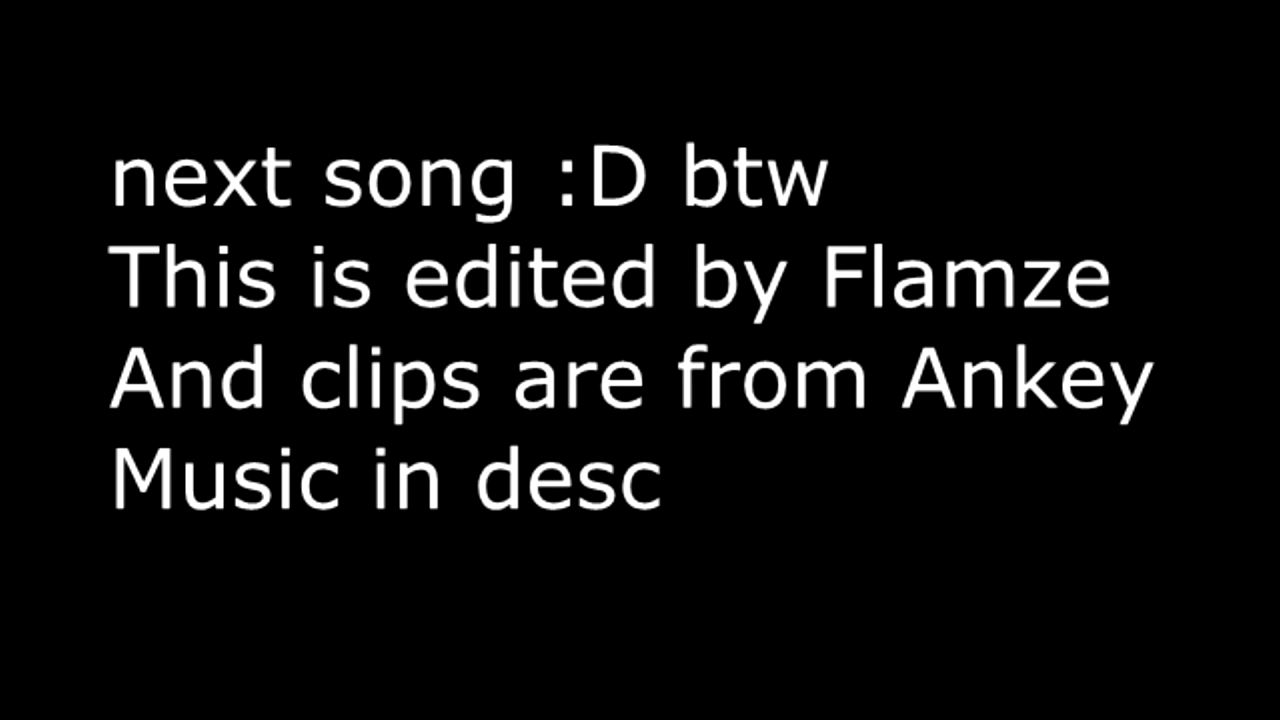 next song :D btw
This is edited by Flamze
And clips are from Ankey
Music in desc